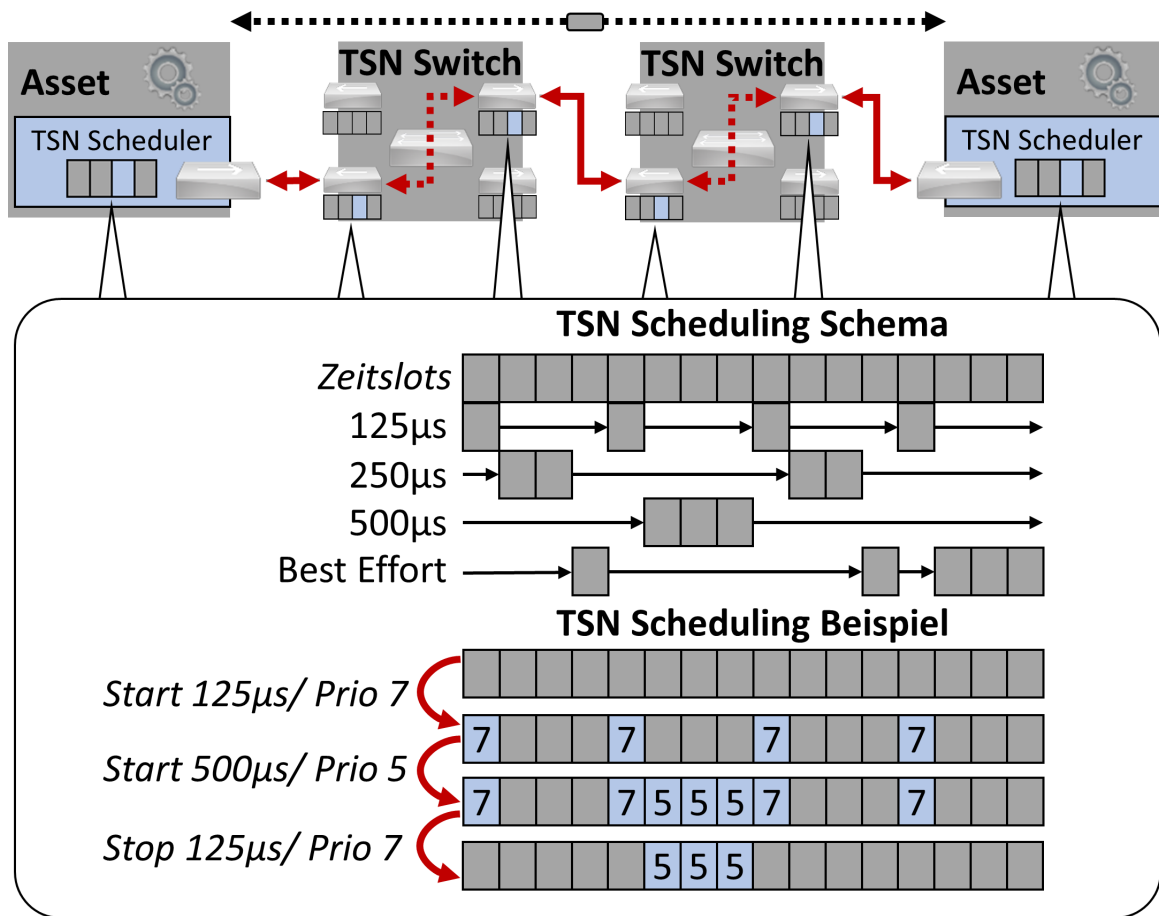 TSN Switch
TSN Switch
Asset
Asset
TSN Scheduler
TSN Scheduler
TSN Scheduling Schema
Zeitslots
125µs
250µs
500µs
Best Effort
TSN Scheduling Beispiel
Start 125µs/ Prio 7
7 7 7 7
Start 500µs/ Prio 5
7 7 5 5 5 7 7
Stop 125µs/ Prio 7
5 5 5